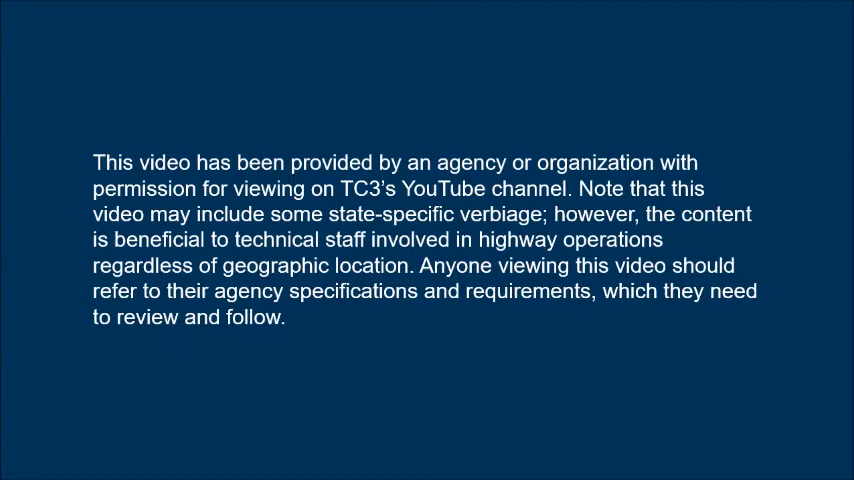 This video has been provided by an agency or organization with
permission for viewing on TC3’s YouTube channel. Note that this
video may include some state-specific verbiage; however, the content
is beneficial to technical staff involved in highway operations
regardless of geographic location. Anyone viewing this video should
refer to their agency specifications and requirements, which they need
to review and follow.